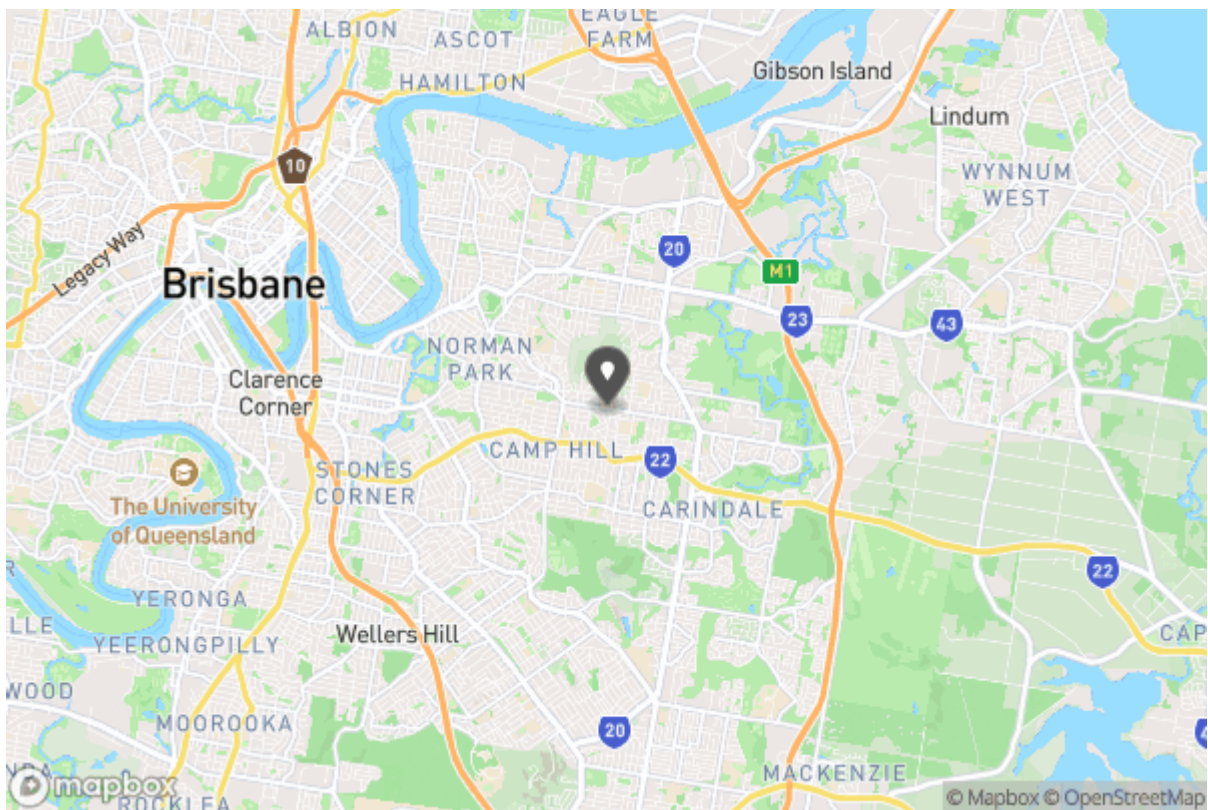 ALBION
ASCOT
EAGLE
FARM
Gibson Island
HAMILTON
Lindum
10
WYNNUM
WEST
Legacy Way
20
M1
Brisbane
23
43
NORMAN
PARK
Clarence
Corner
CAMP HILL
22
STONES
CORNER
The University
of Queensland
CARINDALE
22
YERONGA
LLE
YEERONGPILLY
Wellers Hill
CAP
WOOD
MOOROOKA
20
MACKENZIE
mapbox
ROCKLEA
© Mapbox © OpenStreetMap